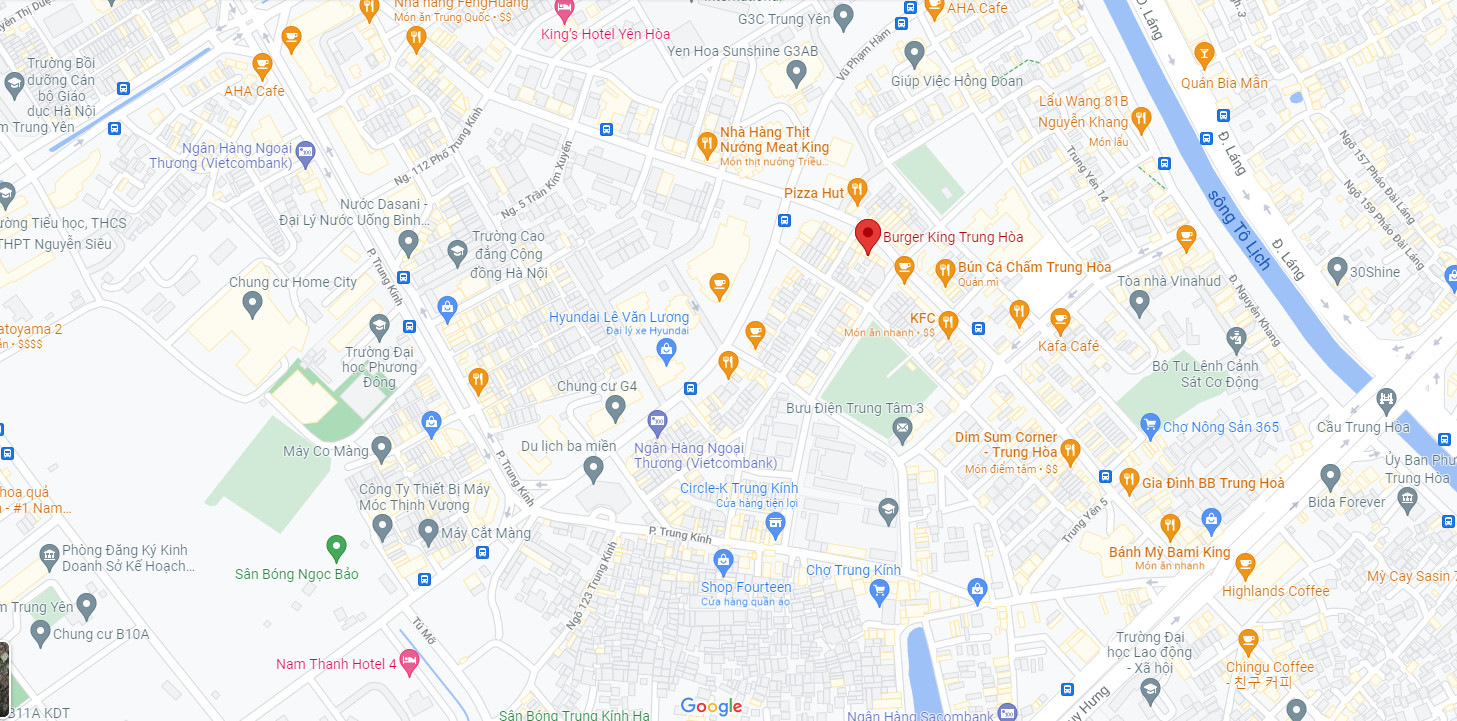 Nhà hàng FengHuang
Món ăn Trung Quốc • $$
King's Hotel Yên Hòa
G3C Trung Yên
AHA Cafe
Đ. Láng
Yen Hoa Sunshine G3AB
Vũ Phạm Hàm
Giúp Việc Hồng Đoan
Quán Bia Mẫn
Trường Bồi
dưỡng Cán
bộ Giáo
dục Hà Nội
AHA Cafe
m Trung Yên
Lẩu Wang 81B
Nguyễn Khang
Món lẩu
Ngân Hàng Ngoại
Thương (Vietcombank)
Ng. 112 Phố Trung Kính
Ng. 5 Trần Kim Xuyến
Nhà Hàng Thịt
Nướng Meat King
Món thịt nướng Triều...
Pizza Hut
Trung Yên 14
Đ. Láng
Ngõ 157 Pháo Đài Láng
Ngõ 159 Pháo Đài Láng
sông Tô Lịch
Đ. Láng
ường Tiểu học, THCS
THPT Nguyễn Siêu
Nước Dasani -
Đại Lý Nước Uống Bình...
Trường Cao
đẳng Cộng
đồng Hà Nội
P. Trung Kính
Burger King Trung Hòa
Bún Cá Chấm Trung Hòa
Quán mì
Chung cư Home City
Tòa nhà Vinahud
30Shine
Đ. Nguyễn Khang
Hyundai Lê Văn Lương
Đại lý xe Hyundai
KFC
Món ăn nhanh • $$
Kafa Café
atoyama 2
ản • $$$$
Trường Đại
học Phương
Đông
Bộ Tư Lệnh Cảnh
Sát Cơ Động
Chung cư G4
Bưu Điện Trung Tâm 3
Chợ Nông Sản 365
Cầu Trung Hòa
Máy Cơ Màng
Du lịch ba miền
Ngân Hàng Ngoại
Thương (Vietcombank)
Dim Sum Corner
- Trung Hòa
Món điểm tâm • $$
Ủy Ban Phư
Trung Hoà
hoa quả
n - #1 Nam...
Công Ty Thiết Bị Máy
Móc Thịnh Vượng
P. Trung Kính
Circle-K Trung Kính
Cửa hàng tiện lợi
Gia Đình BB Trung Hoà
Bida Forever
Trung Yên 5
Máy Cắt Màng
P. Trung Kính
Phòng Đăng Ký Kinh
Doanh Sở Kế Hoạch...
Sân Bóng Ngọc Bảo
Ngõ 123 Trung Kính
Shop Fourteen
Cửa hàng quần áo
Chợ Trung Kính
Bánh Mỳ Bami King
Món ăn nhanh
Highlands Coffee
Mỳ Cay Sasin 7
m Trung Yên
Chung cư B10A
Tú Mỡ
Nam Thanh Hotel 4
Trường Đại
học Lao động
- Xã hội
Chingu Coffee
- 친구 커피
B11A KDT
Sân Bóng Trung Kính Hạ
Google
Ngân Hàng Sacombank
uy Hưng